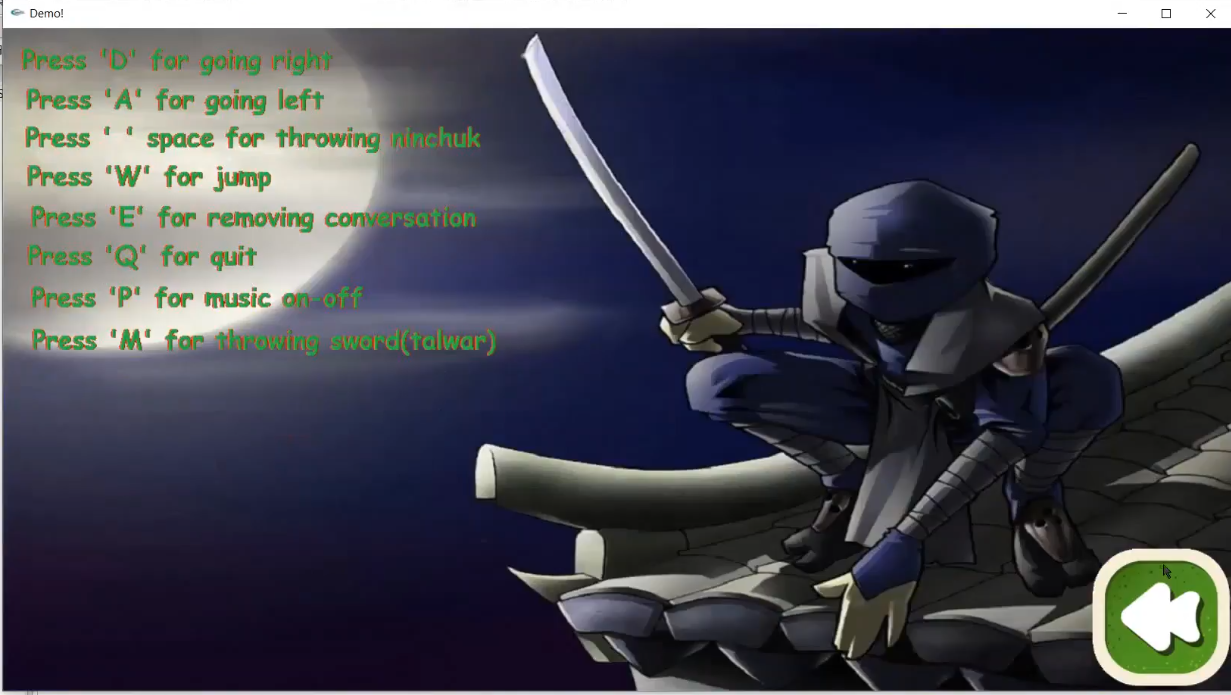 Demo!
Press 'D' for going right
Press 'A' for going left
Press ' ' space for throwing ninchuk
Press 'W' for jump
Press 'E' for removing conversation
Press 'Q' for quit
Press 'P' for music on-off
Press 'M' for throwing sword(talwar)